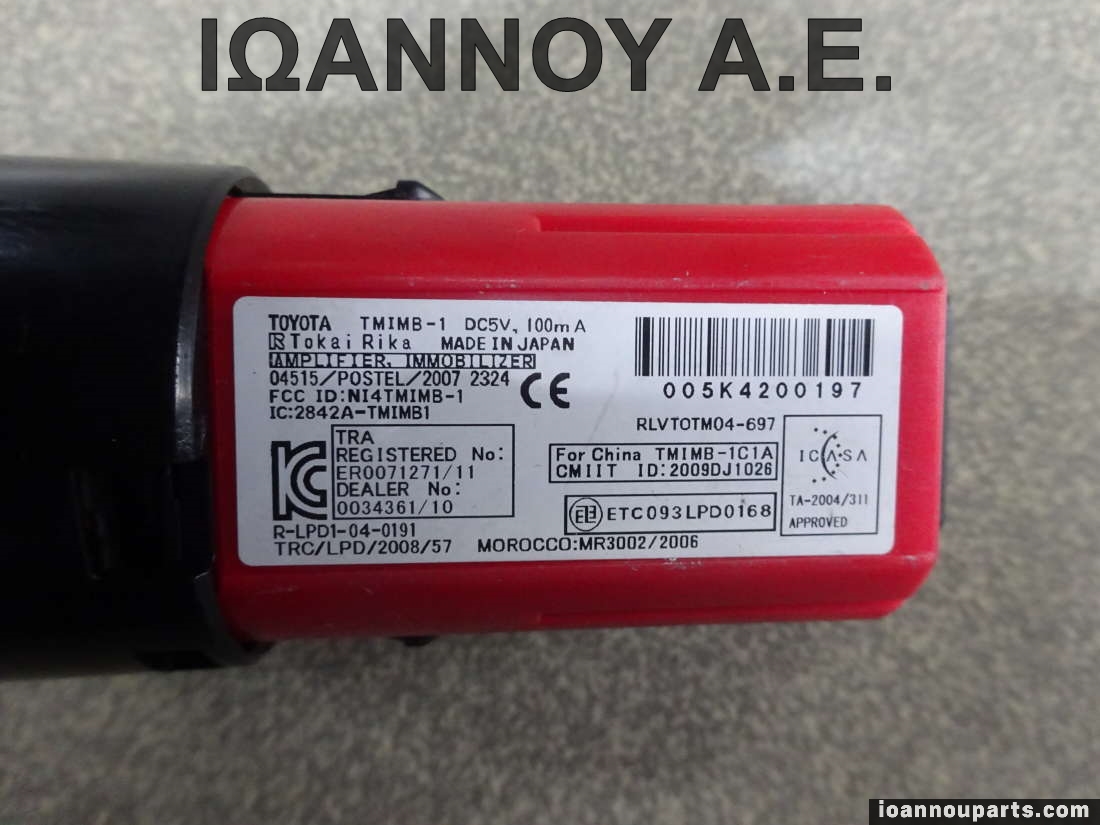 ΙΩΑΝΝΟΥ Α.Ε.
TOYOTA TMIMB-1 DC5V, 100mA
Tokai Rika MADE IN JAPAN
AMPLIFIER, IMMOBILIZER
04515/POSTEL/2007 2324
FCC ID:NI4TMIMB-1
IC:2842A-TMIMB1
CE
005K4200197
RLVTOTM04-697
KC
TRA
REGISTERED No:
ER0071271/11
DEALER No:
0034361/10
For China TMIMB-1C1A
CMIIT ID:2009DJ1026
ETC093LPD0168
ICASA
TA-2004/311
APPROVED
R-LPD1-04-0191
TRC/LPD/2008/57 MOROCCO:MR3002/2006
ioannouparts.com